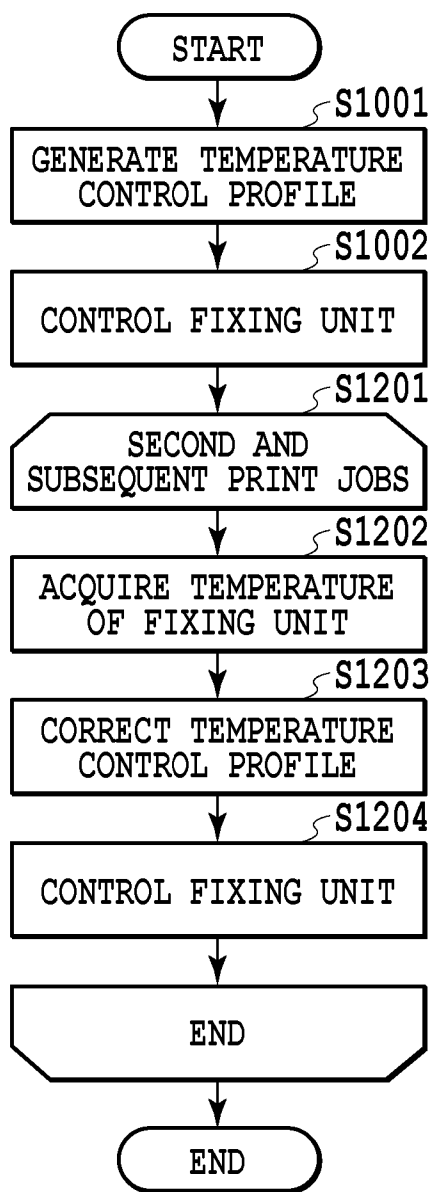 START
S1001
GENERATE TEMPERATURE
CONTROL PROFILE
S1002
CONTROL FIXING UNIT
S1201
SECOND AND
SUBSEQUENT PRINT JOBS
S1202
ACQUIRE TEMPERATURE
OF FIXING UNIT
S1203
CORRECT TEMPERATURE
CONTROL PROFILE
S1204
CONTROL FIXING UNIT
END
END